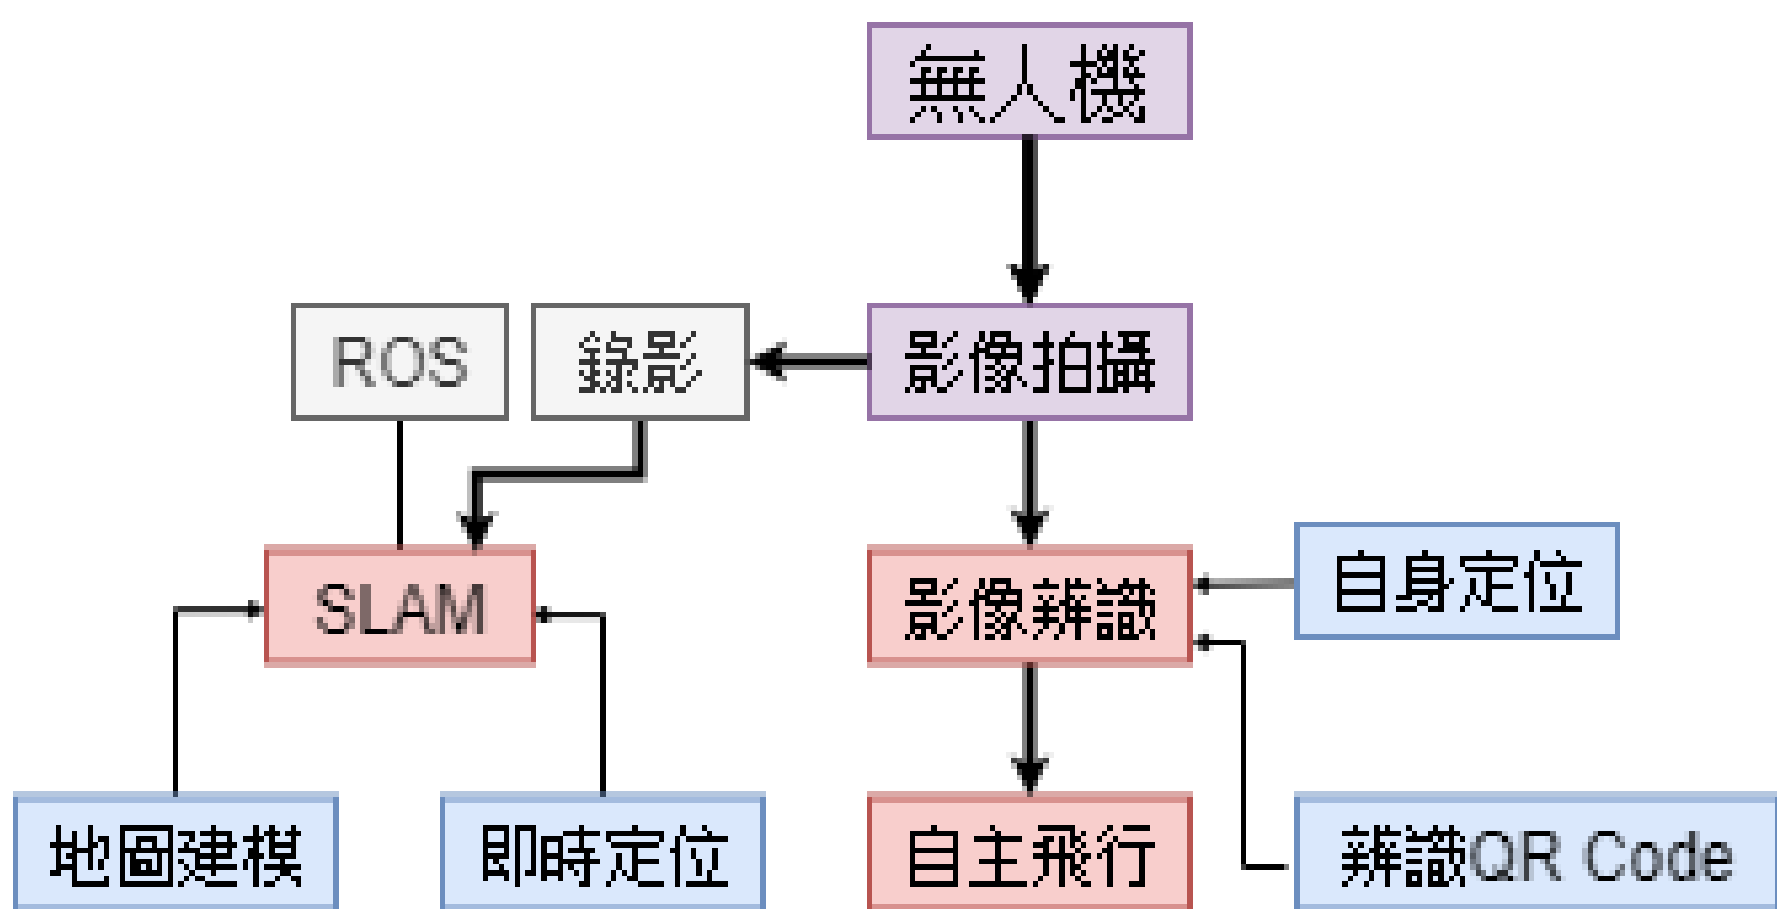 無人機
ROS
錄影
影像拍攝
SLAM
影像辨識
自身定位
地圖建模
即時定位
自主飛行
辨識QR Code